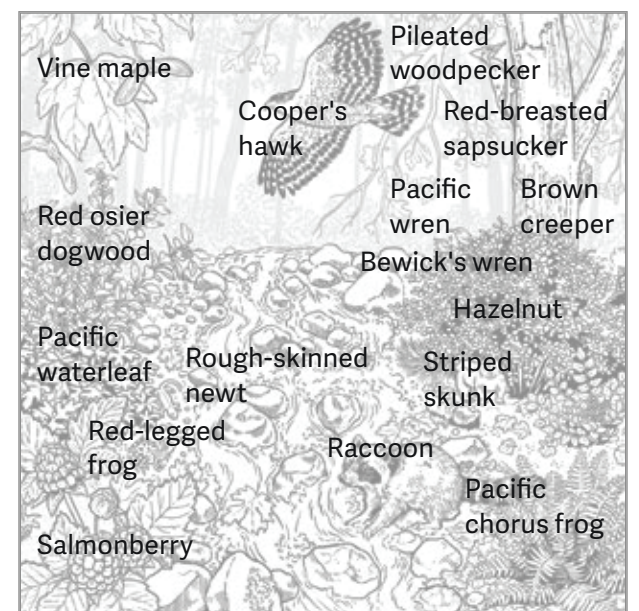 Pileated
woodpecker
Vine maple
Cooper's
hawk
Red-breasted
sapsucker
Pacific
wren
Brown
creeper
Red osier
dogwood
Bewick's wren
Hazelnut
Pacific
waterleaf
Rough-skinned
newt
Striped
skunk
Red-legged
frog
Raccoon
Pacific
chorus frog
Salmonberry